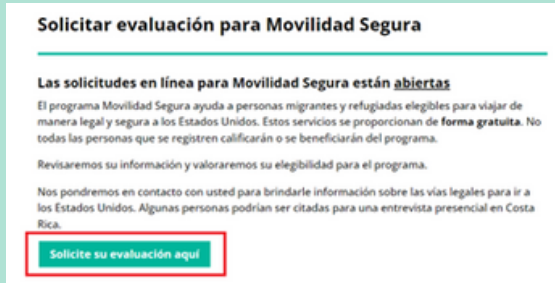 Solicitar evaluación para Movilidad Segura
Las solicitudes en línea para Movilidad Segura están abiertas
El programa Movilidad Segura ayuda a personas migrantes y refugiadas elegibles para viajar de
manera legal y segura a los Estados Unidos. Estos servicios se proporcionan de forma gratuita. No
todas las personas que se registren calificarán o se beneficiarán del programa.
Revisaremos su información y valoraremos su elegibilidad para el programa.
Nos pondremos en contacto con usted para brindarle información sobre las vías legales para ir a
los Estados Unidos. Algunas personas podrían ser citadas para una entrevista presencial en Costa
Rica.
Solicite su evaluación aquí